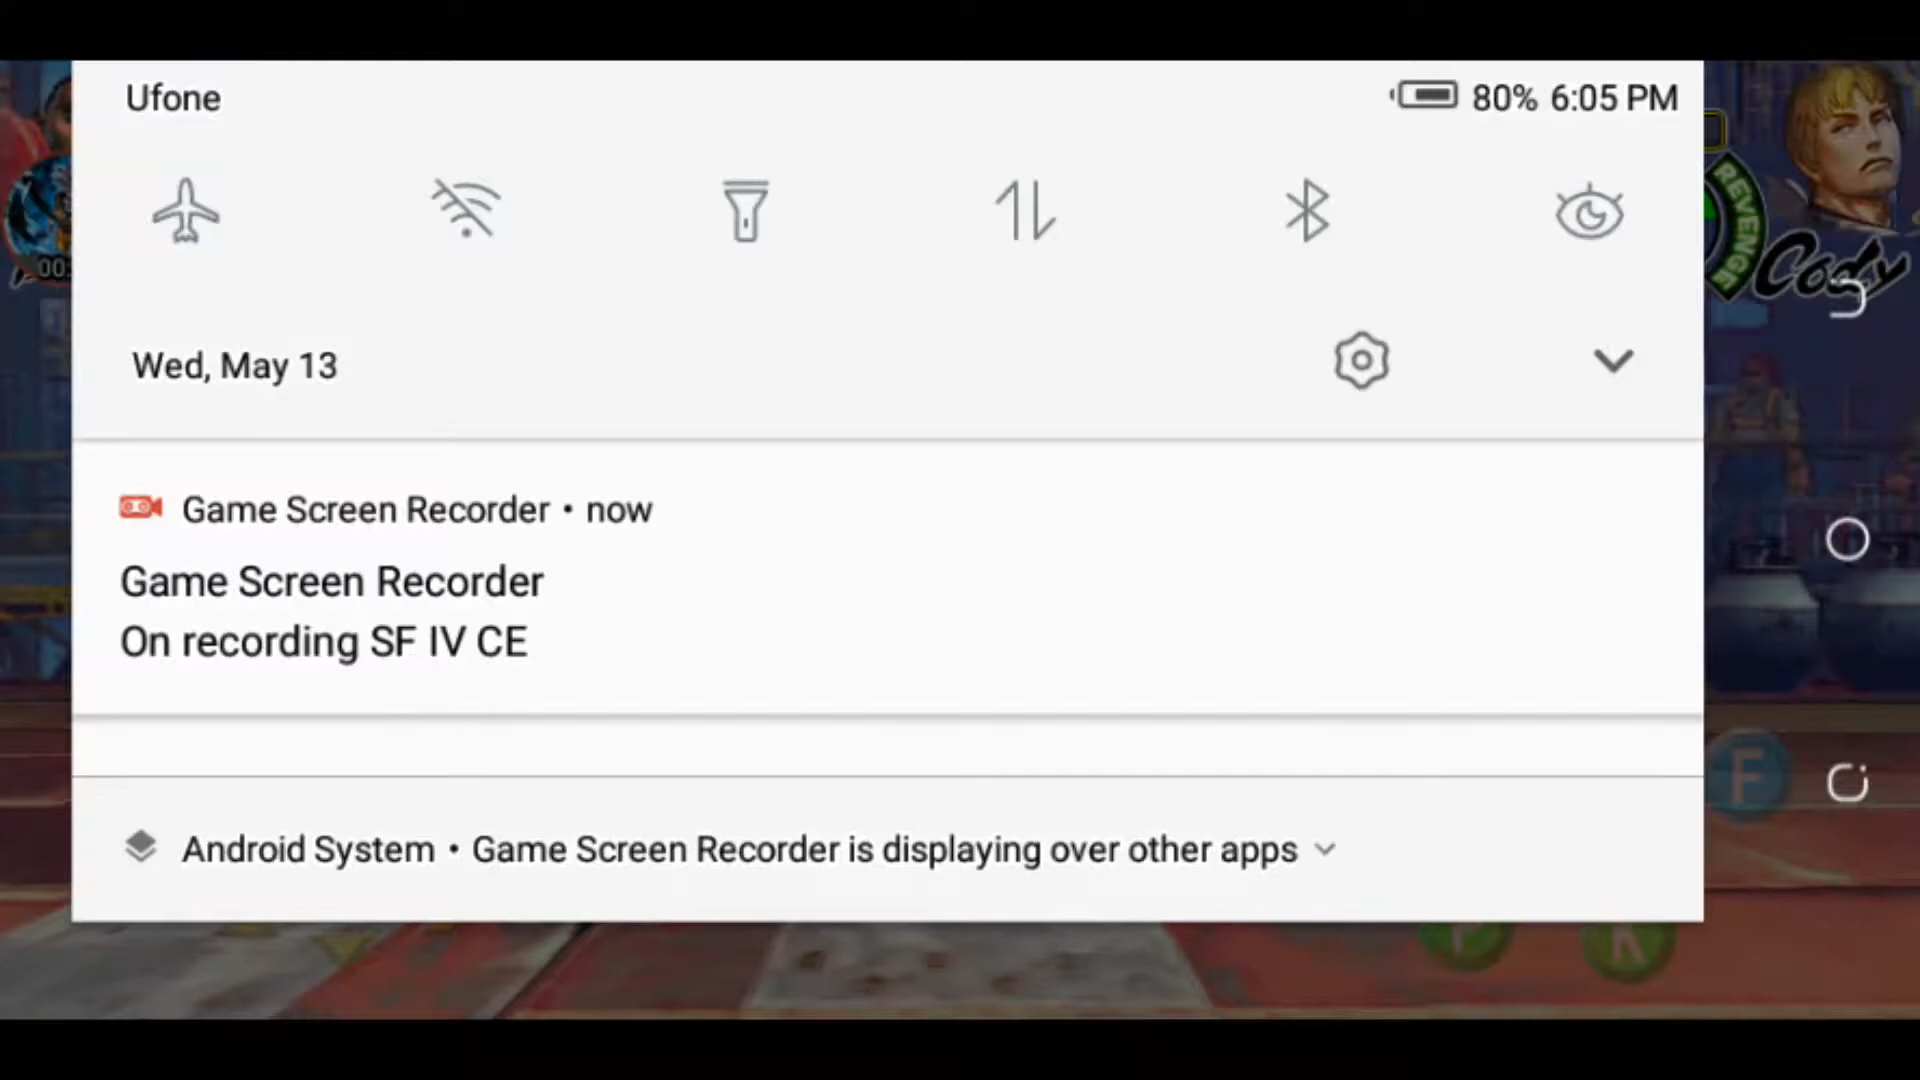 Ufone
80% 6:05 PM
REVENGE
Cody
00:
Wed, May 13
Game Screen Recorder • now
Game Screen Recorder
On recording SF IV CE
F
Android System • Game Screen Recorder is displaying over other apps
P K